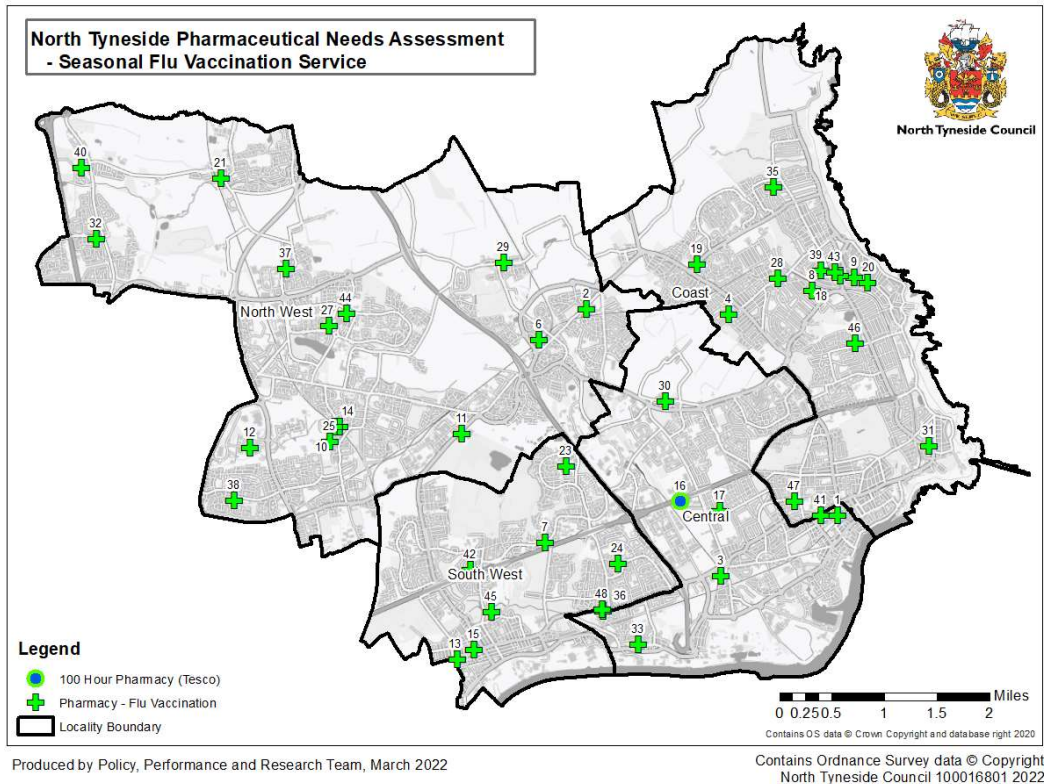 North Tyneside Pharmaceutical Needs Assessment
- Seasonal Flu Vaccination Service
North Tyneside Council
40
21
35
32
37
29
19
28
39
43
9
20
8
18
Coast
2
4
44
27
North West
6
46
30
14
25
10
12
11
31
23
38
16
17
Central
47
41
1
7
42
24
South West
3
45
48
36
33
13
15
Legend
100 Hour Pharmacy (Tesco)
Pharmacy - Flu Vaccination
Locality Boundary
Miles
0 0.25 0.5 1 1.5 2
Contains OS data © Crown Copyright and database right 2020
Produced by Policy, Performance and Research Team, March 2022
Contains Ordnance Survey data © Copyright
North Tyneside Council 100016801 2022